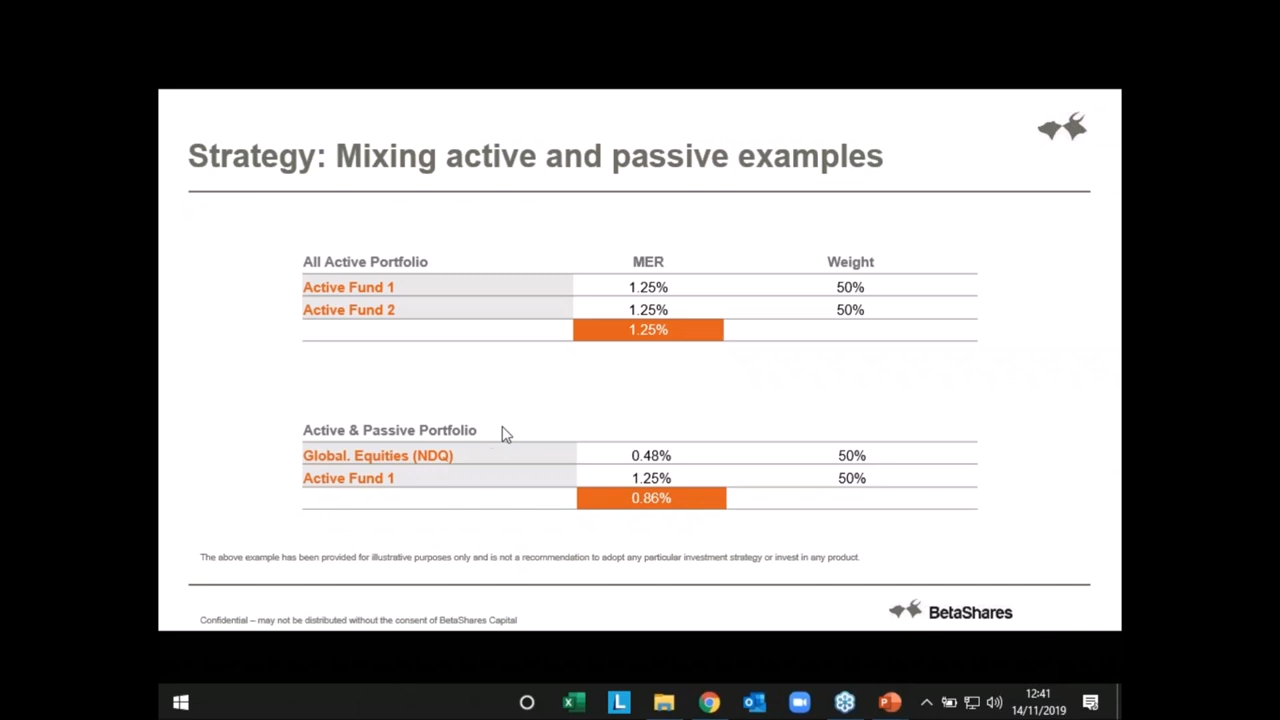 Strategy: Mixing active and passive examples
All Active Portfolio MER Weight
Active Fund 1 1.25% 50%
Active Fund 2 1.25% 50%
1.25%
Active & Passive Portfolio
Global. Equities (NDQ) 0.48% 50%
Active Fund 1 1.25% 50%
0.86%
The above example has been provided for illustrative purposes only and is not a recommendation to adopt any particular investment strategy or invest in any product.
BetaShares
Confidential – may not be distributed without the consent of BetaShares Capital
L
12:41
14/11/2019